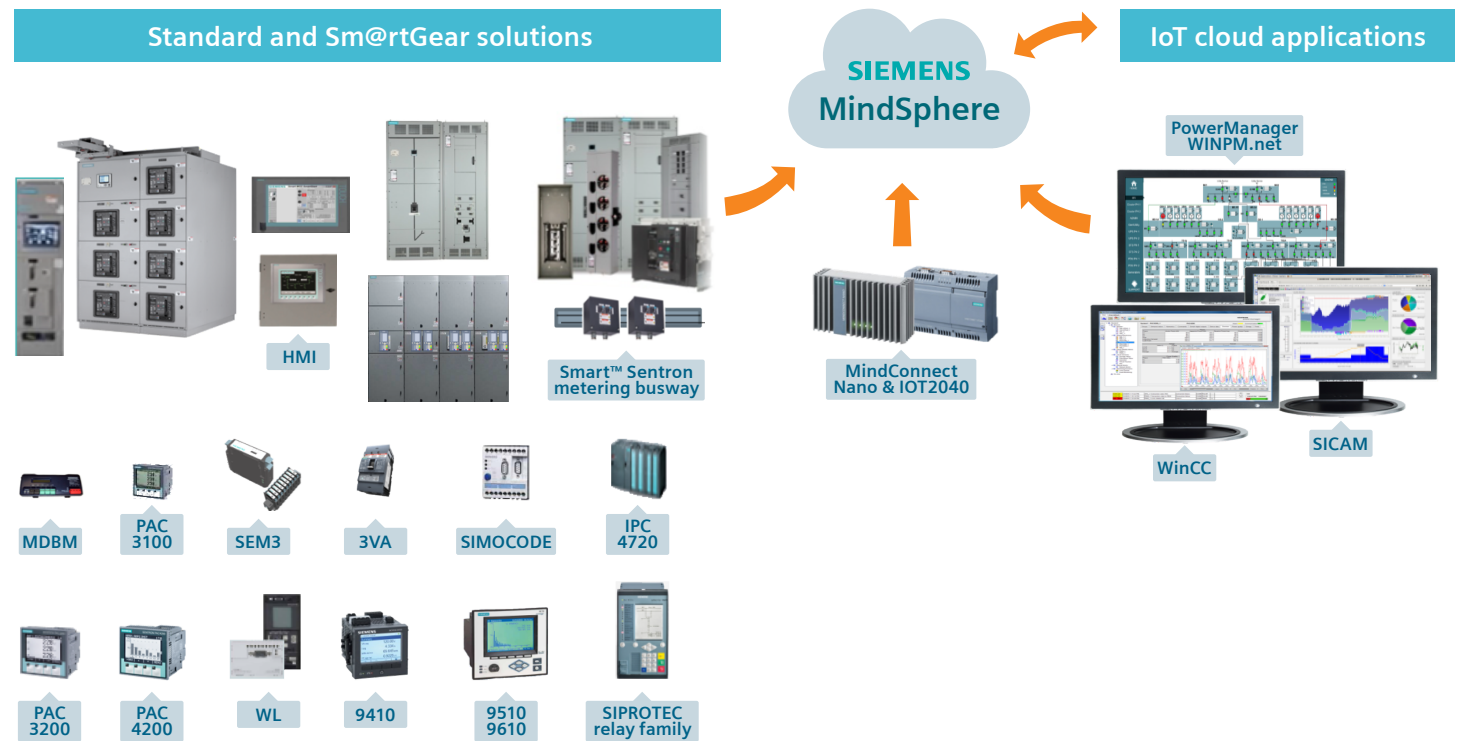 Standard and Sm@rtGear solutions
SIEMENS
MindSphere
IoT cloud applications
PowerManager
WINPM.net
HMI
Smart™ Sentron
metering busway
MindConnect
Nano & IOT2040
WinCC
SICAM
MDBM
PAC
3100
SEM3
3VA
SIMOCODE
IPC
4720
SIEMENS
PAC
3200
PAC
4200
WL
9410
9510
9610
SIPROTEC
relay family